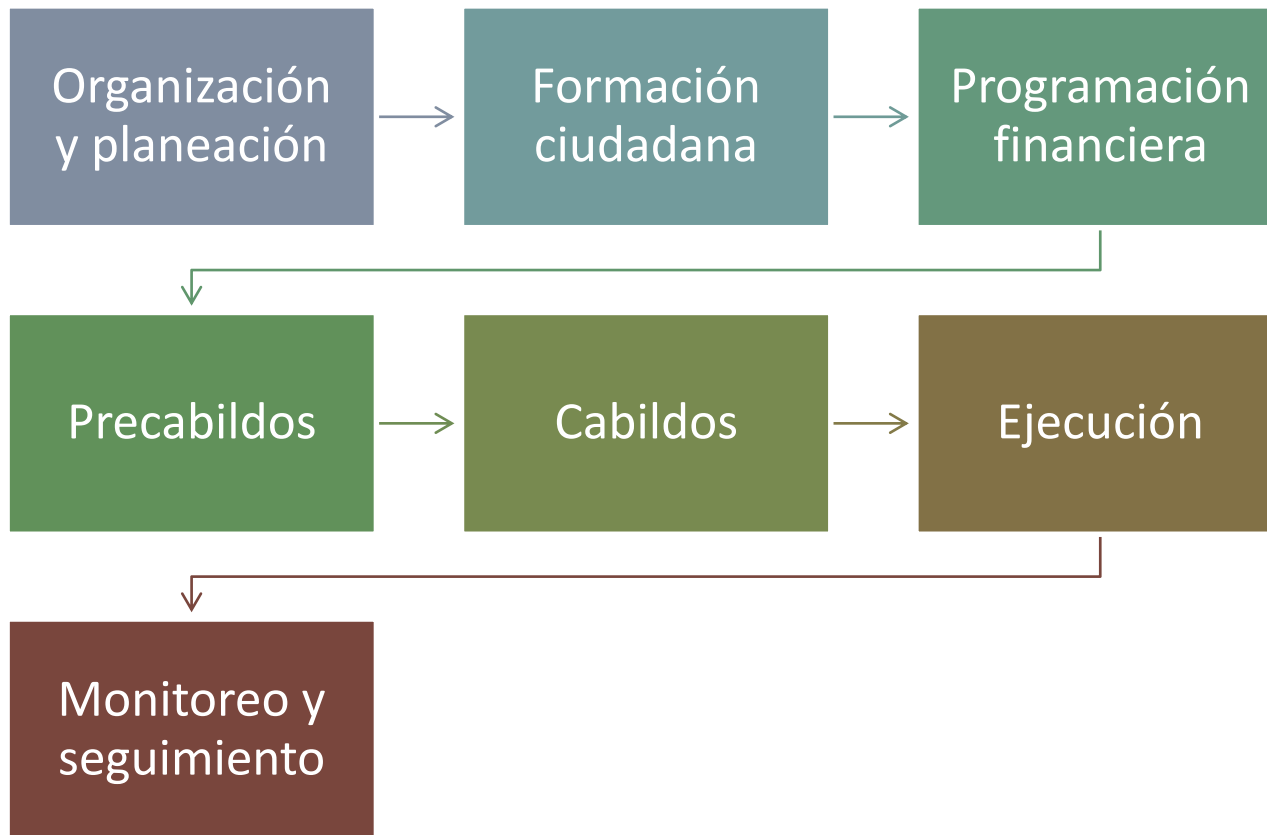 Organización
y planeación
Formación
ciudadana
Programación
financiera
Precabildos
Cabildos
Ejecución
Monitoreo y
seguimiento